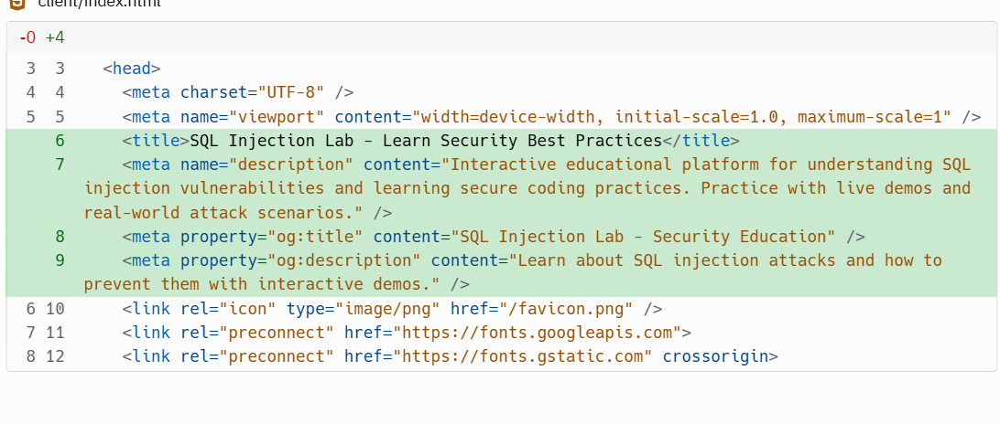 client/index.html
-0 +4
3 3 <head>
4 4 <meta charset="UTF-8" />
5 5 <meta name="viewport" content="width=device-width, initial-scale=1.0, maximum-scale=1" />
6 <title>SQL Injection Lab - Learn Security Best Practices</title>
7 <meta name="description" content="Interactive educational platform for understanding SQL
injection vulnerabilities and learning secure coding practices. Practice with live demos and
real-world attack scenarios." />
8 <meta property="og:title" content="SQL Injection Lab - Security Education" />
9 <meta property="og:description" content="Learn about SQL injection attacks and how to
prevent them with interactive demos." />
6 10 <link rel="icon" type="image/png" href="/favicon.png" />
7 11 <link rel="preconnect" href="https://fonts.googleapis.com">
8 12 <link rel="preconnect" href="https://fonts.gstatic.com" crossorigin>